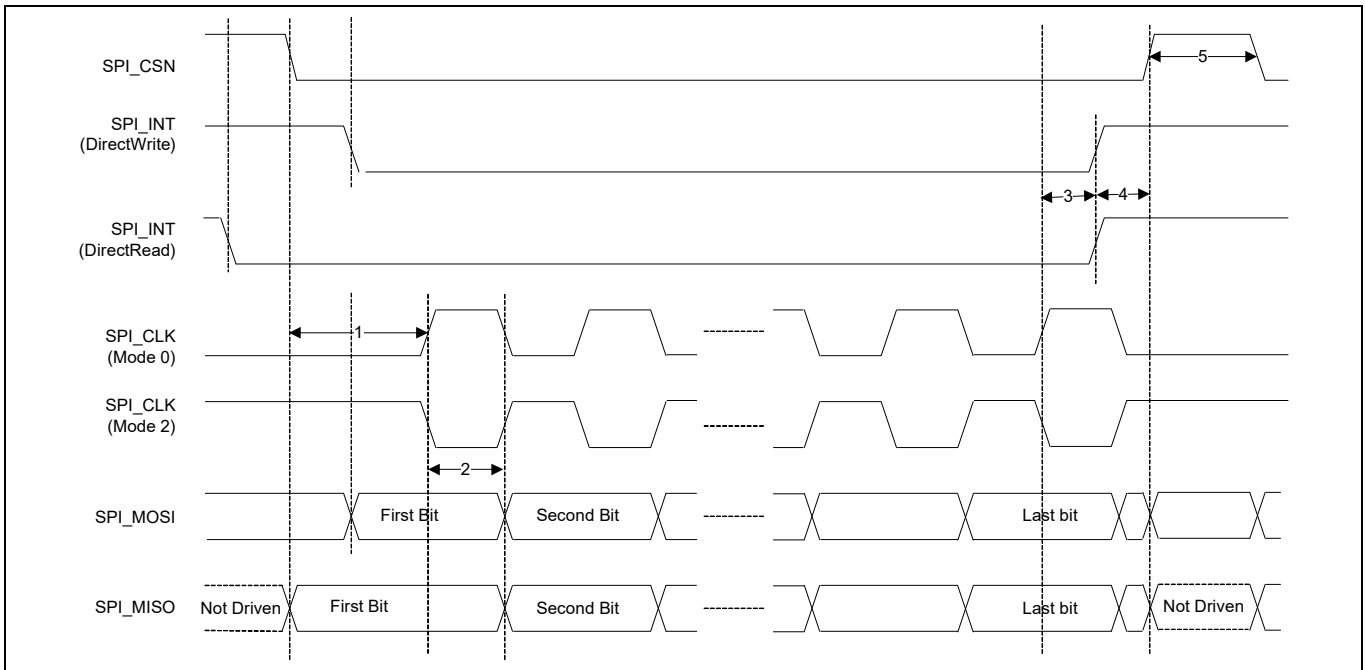 SPI_CSN
5
SPI_INT
(DirectWrite)
3
4
SPI_INT
(DirectRead)
1
SPI_CLK
(Mode 0)
SPI_CLK
(Mode 2)
2
SPI_MOSI
First Bit
Second Bit
Last bit
SPI_MISO
Not Driven
First Bit
Second Bit
Last bit
Not Driven